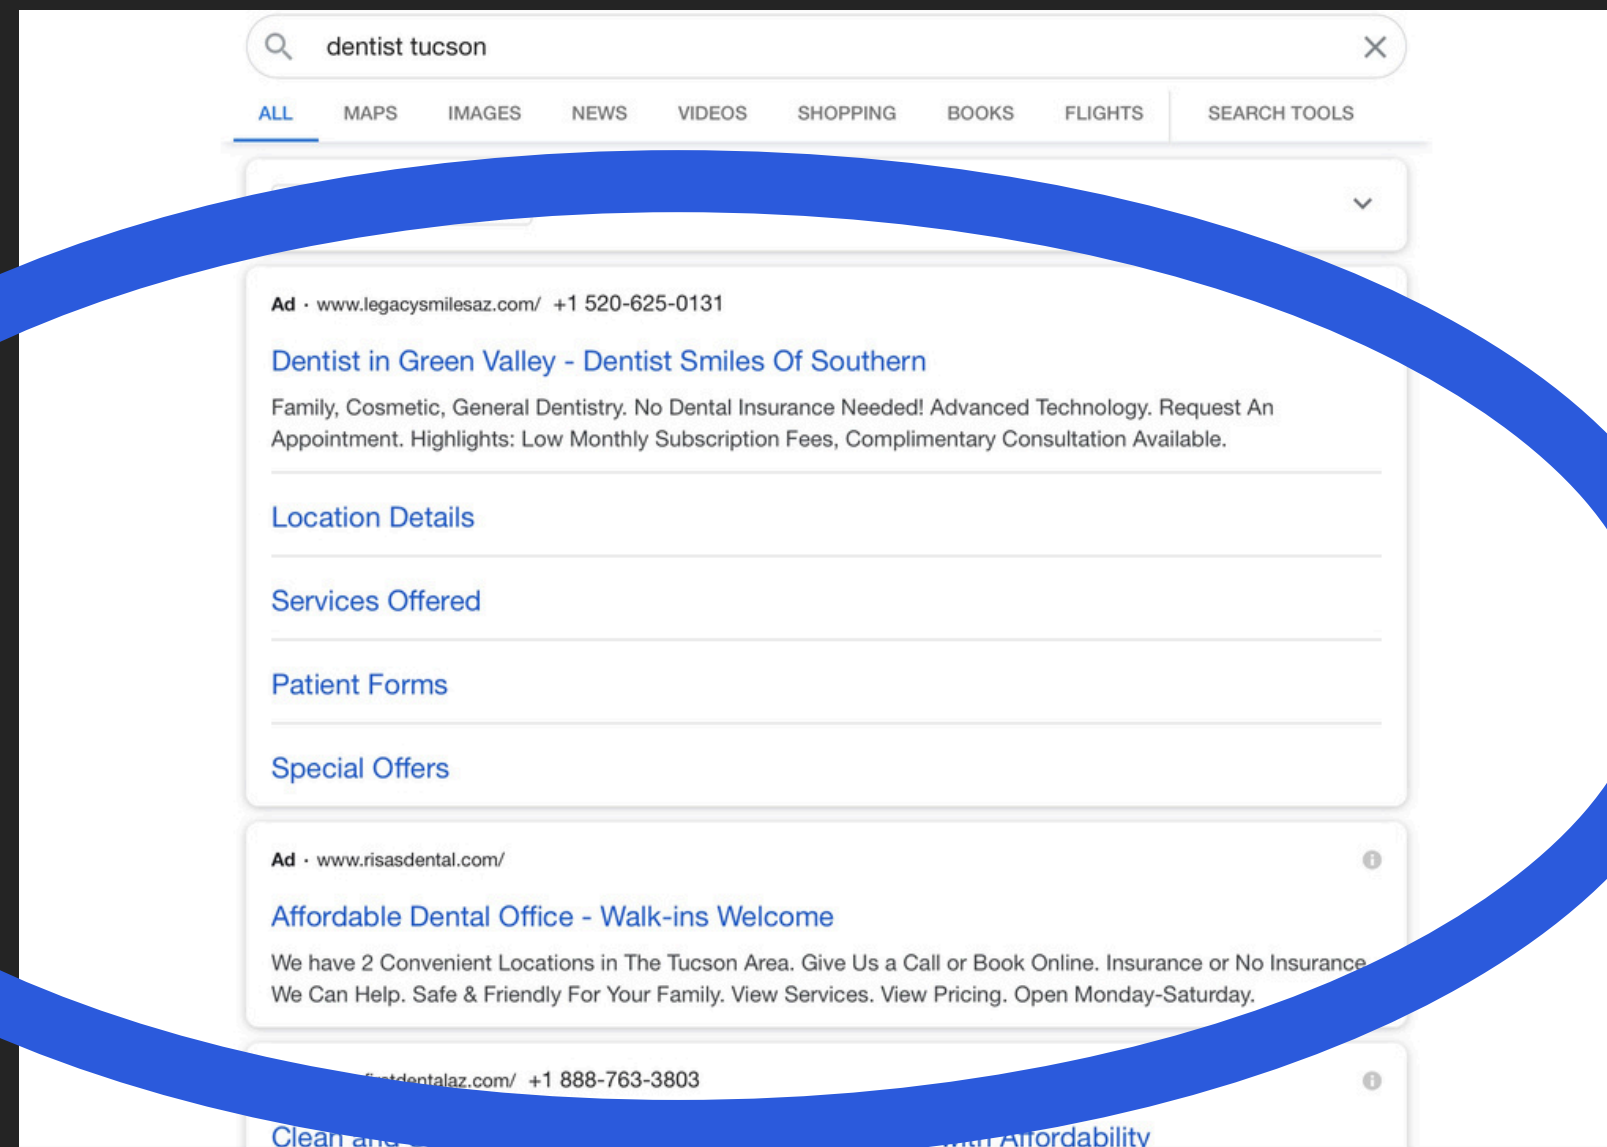 dentist tucson
ALL MAPS IMAGES NEWS VIDEOS SHOPPING BOOKS FLIGHTS SEARCH TOOLS
Ad · www.legacysmilesaz.com/ +1 520-625-0131
Dentist in Green Valley - Dentist Smiles Of Southern
Family, Cosmetic, General Dentistry. No Dental Insurance Needed! Advanced Technology. Request An
Appointment. Highlights: Low Monthly Subscription Fees, Complimentary Consultation Available.
Location Details
Services Offered
Patient Forms
Special Offers
Ad · www.risasdental.com/
Affordable Dental Office - Walk-ins Welcome
We have 2 Convenient Locations in The Tucson Area. Give Us a Call or Book Online. Insurance or No Insurance
We Can Help. Safe & Friendly For Your Family. View Services. View Pricing. Open Monday-Saturday.
dentalaz.com/ +1 888-763-3803
Clean and Affordability